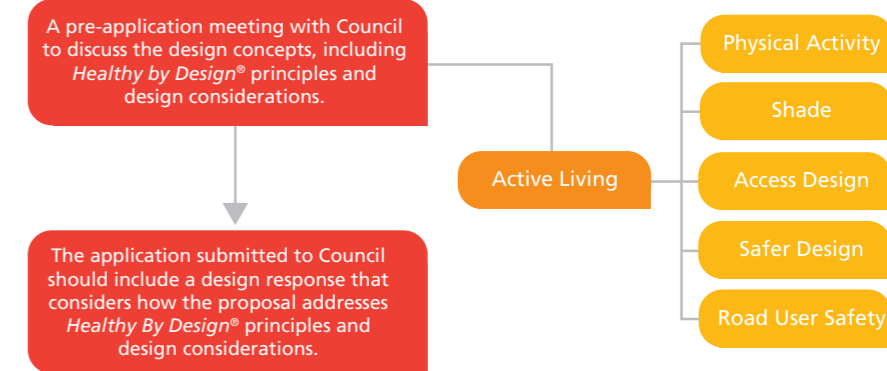 A pre-application meeting with Council
to discuss the design concepts, including
Healthy by Design® principles and
design considerations.
The application submitted to Council
should include a design response that
considers how the proposal addresses
Healthy By Design® principles and
design considerations.
Active Living
Physical Activity
Shade
Access Design
Safer Design
Road User Safety